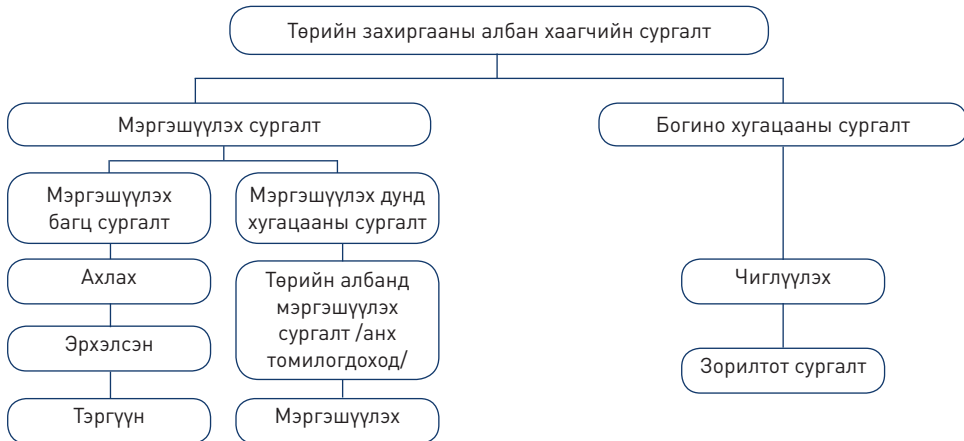 Төрийн захиргааны албан хаагчийн сургалт
Мэргэшүүлэх сургалт
Богино хугацааны сургалт
Мэргэшүүлэх
багц сургалт
Мэргэшүүлэх дунд
хугацааны сургалт
Ахлах
Эрхэлсэн
Тэргүүн
Төрийн албанд
мэргэшүүлэх
сургалт /анх
томилогдоход/
Мэргэшүүлэх
Чиглүүлэх
Зорилтот сургалт